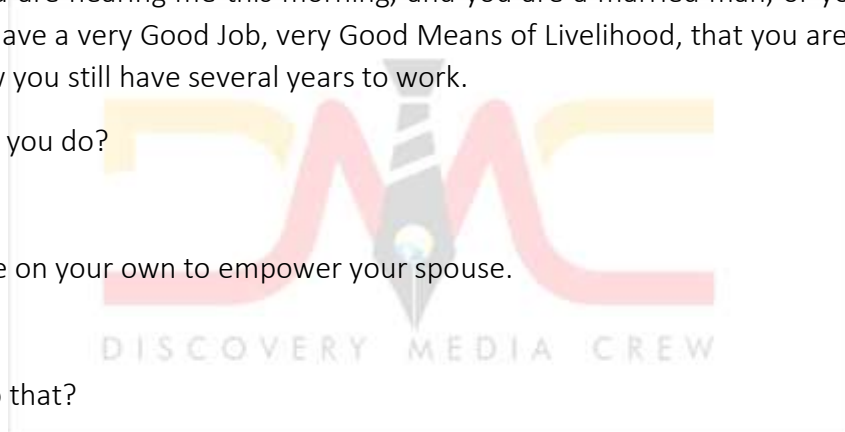 are hearing me this morning, and you are a married man, or
ave a very Good Job, very Good Means of Livelihood, that you are
you still have several years to work.
you do?
on your own to empower your spouse.
DISCOVERY MEDIA CREW
that?